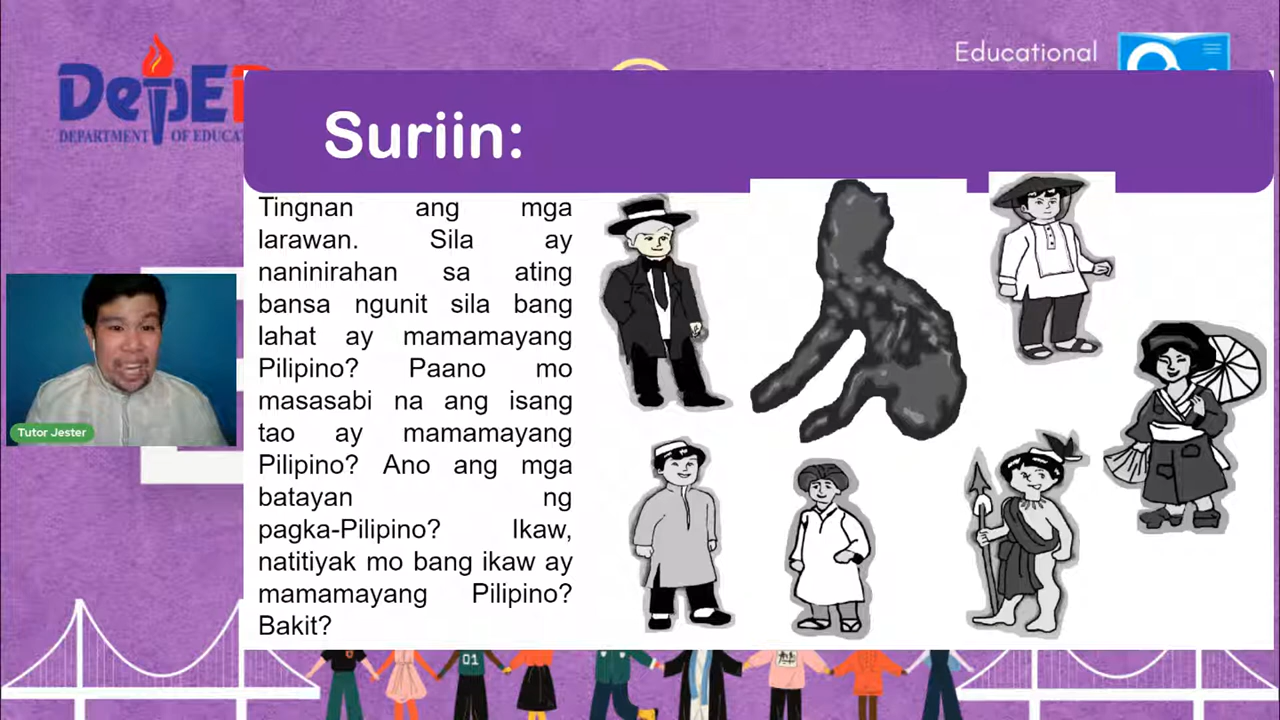 Educational
DepE
DEPARTMENT OF EDUCA
Suriin:
Tingnan ang mga
larawan. Sila ay
naninirahan sa ating
bansa ngunit sila bang
lahat ay mamamayang
Pilipino? Paano mo
masasabi na ang isang
tao ay mamamayang
Pilipino? Ano ang mga
batayan ng
pagka-Pilipino? Ikaw,
natitiyak mo bang ikaw ay
mamamayang Pilipino?
Bakit?
Tutor Jester
01